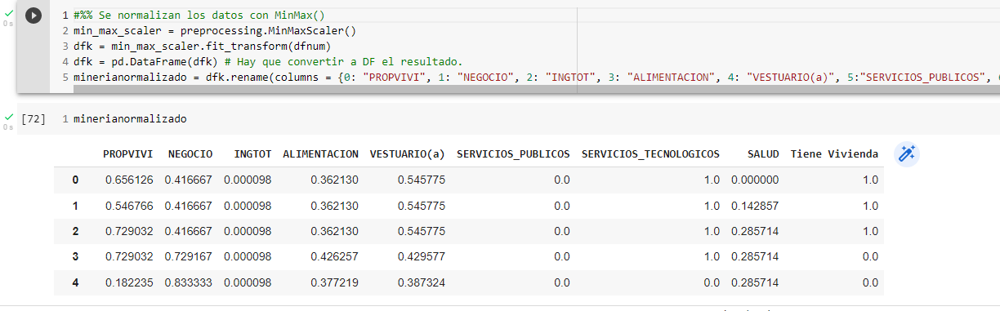 0s
1 #%% Se normalizan los datos con MinMax()
2 min_max_scaler = preprocessing.MinMaxScaler()
3 dfk = min_max_scaler.fit_transform(dfnum)
4 dfk = pd.DataFrame(dfk) # Hay que convertir a DF el resultado.
5 minerianormalizado = dfk.rename(columns = {0: "PROPVIVI", 1: "NEGOCIO", 2: "INGTOT", 3: "ALIMENTACION", 4: "VESTUARIO(a)", 5:"SERVICIOS_PUBLICOS",
0s [72] 1 minerianormalizado
PROPVIVI NEGOCIO INGTOT ALIMENTACION VESTUARIO(a) SERVICIOS_PUBLICOS SERVICIOS_TECNOLOGICOS SALUD Tiene Vivienda
0 0.656126 0.416667 0.000098 0.362130 0.545775 0.0 1.0 0.000000 1.0
1 0.546766 0.416667 0.000098 0.362130 0.545775 0.0 1.0 0.142857 1.0
2 0.729032 0.416667 0.000098 0.362130 0.545775 0.0 1.0 0.285714 1.0
3 0.729032 0.729167 0.000098 0.426257 0.429577 0.0 1.0 0.285714 0.0
4 0.182235 0.833333 0.000098 0.377219 0.387324 0.0 0.0 0.285714 0.0